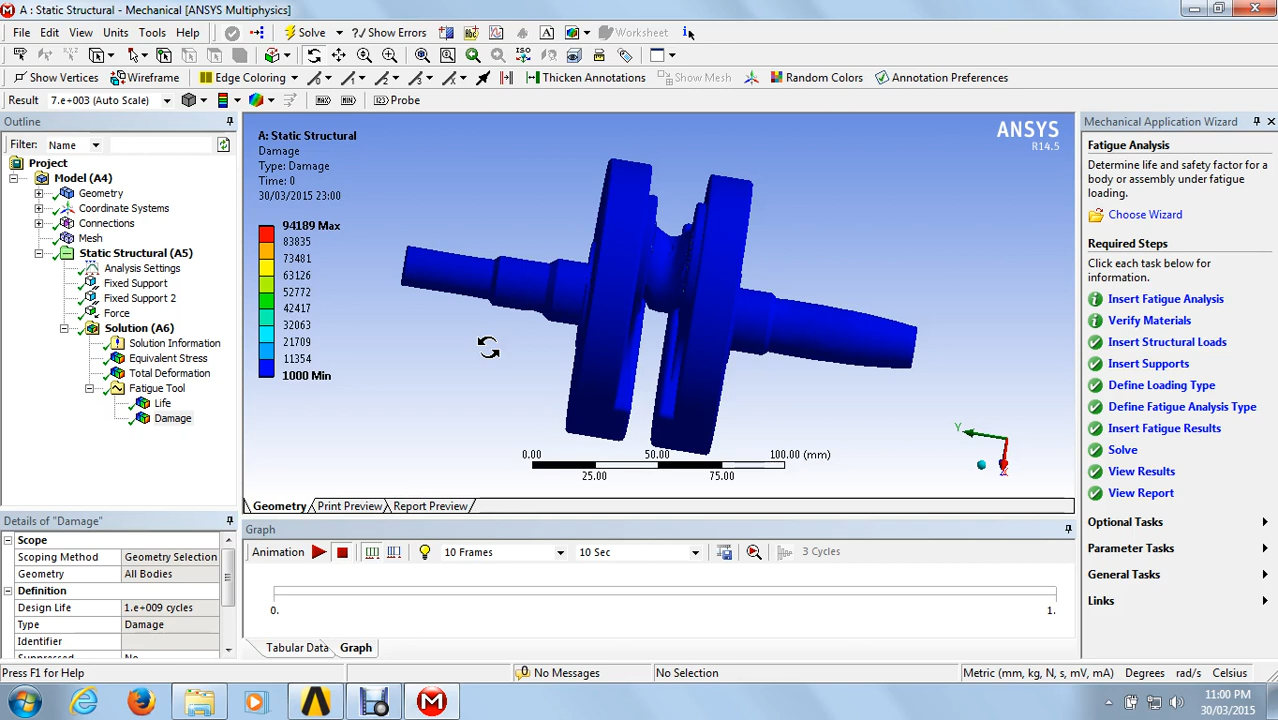 A : Static Structural - Mechanical [ANSYS Multiphysics]
File Edit View Units Tools Help Solve ?/Show Errors Worksheet
Show Vertices Wireframe Edge Coloring Thicken Annotations Show Mesh Random Colors Annotation Preferences
Result 7.e+003 (Auto Scale) MAX MIN Probe
Outline
Filter: Name
Project
Model (A4)
Geometry
Coordinate Systems
Connections
Mesh
Static Structural (A5)
Analysis Settings
Fixed Support
Fixed Support 2
Force
Solution (A6)
Solution Information
Equivalent Stress
Total Deformation
Fatigue Tool
Life
Damage
Details of "Damage"
Scope
Scoping Method Geometry Selection
Geometry All Bodies
Definition
Design Life 1.e+009 cycles
Type Damage
Identifier
Suppressed No
A: Static Structural
Damage
Type: Damage
Time: 0
30/03/2015 23:00
94189 Max
83835
73481
63126
52772
42417
32063
21709
11354
1000 Min
ANSYS
R14.5
0.00 50.00 100.00 (mm)
25.00 75.00
Y
X
Geometry Print Preview Report Preview
Graph
Animation 10 Frames 10 Sec 3 Cycles
0. 1.
Tabular Data Graph
Mechanical Application Wizard
Fatigue Analysis
Determine life and safety factor for a
body or assembly under fatigue
loading.
Choose Wizard
Required Steps
Click each task below for
information.
Insert Fatigue Analysis
Verify Materials
Insert Structural Loads
Insert Supports
Define Loading Type
Define Fatigue Analysis Type
Insert Fatigue Results
Solve
View Results
View Report
Optional Tasks
Parameter Tasks
General Tasks
Links
Press F1 for Help 0 No Messages No Selection Metric (mm, kg, N, s, mV, mA) Degrees rad/s Celsius
11:00 PM
30/03/2015